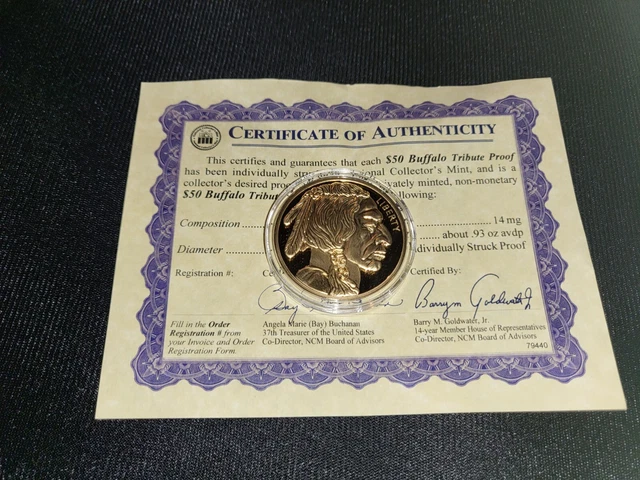 CERTIFICATE OF AUTHENTICITY
This certifies and guarantees that each $50 Buffalo Tribute Proof
has been individually ional Collector's Mint, and is a
collector's desired vately minted, non-monetary
$50 Buffalo llowing:
Composition 14 mg
about .93 oz avdp
Diameter dividually Struck Proof
LIBERTY
Registration #: Certified By:
Barry M Goldwater Jr
Fill in the Order
Registration # from
your Invoice and Order
Registration Form.
Angela Marie (Bay) Buchanan
37th Treasurer of the United States
Co-Director, NCM Board of Advisors
Barry M. Goldwater, Jr.
14-year Member House of Representatives
Co-Director, NCM Board of Advisors
79440